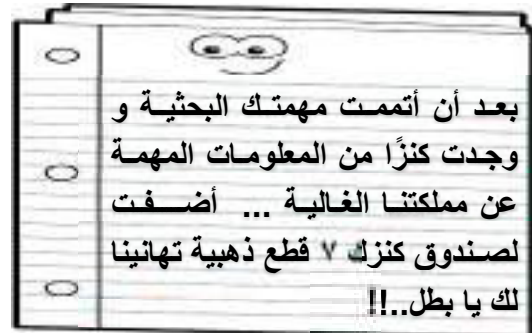 بعد أن أتممت مهمتك البحثية و
وجدت كنزًا من المعلومات المهمة
عن مملكتنا الغالية ... أضفت
لصندوق كنزك ٧ قطع ذهبية تهانينا
لك يا بطل..!!